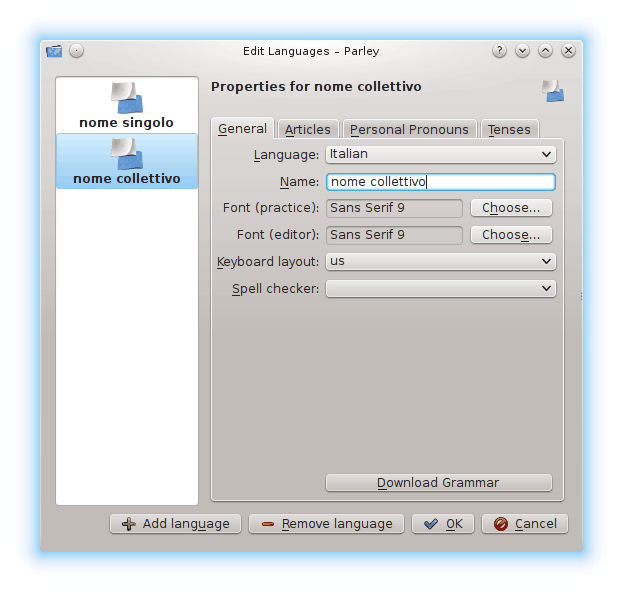 Edit Languages – Parley
nome singolo
nome collettivo
Properties for nome collettivo
General Articles Personal Pronouns Tenses
Language: Italian
Name: nome collettivo
Font (practice): Sans Serif 9 Choose...
Font (editor): Sans Serif 9 Choose...
Keyboard layout: us
Spell checker:
Download Grammar
Add language Remove language OK Cancel